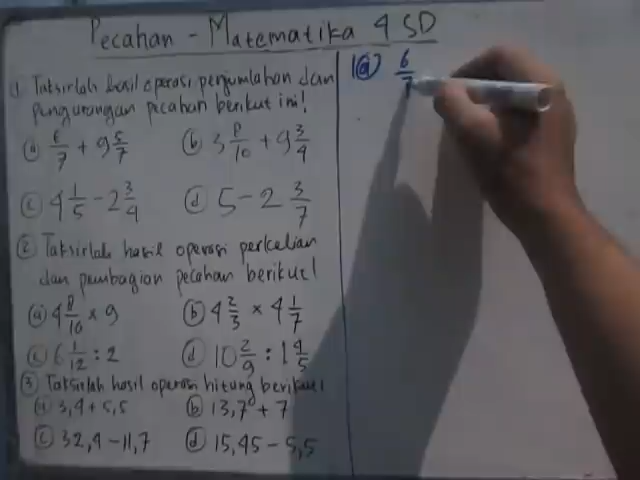 Pecahan - Matematika 4 SD
1. Taksirlah hasil operasi penjumlahan dan
pengurangan pecahan berikut ini!
(a) 6/7 + 9 5/7
(b) 3 8/10 + 9 3/4
(c) 4 1/5 - 2 3/4
(d) 5 - 2 3/7
2. Taksirlah hasil operasi perkalian
dan pembagian pecahan berikut!
(a) 4 8/10 x 9
(b) 4 2/3 x 4 1/7
(c) 6 1/12 : 2
(d) 10 2/9 : 1 4/5
3. Taksirlah hasil operasi hitung berikut!
(a) 3,4 + 5,5
(b) 13,7 + 7
(c) 32,4 - 11,7
(d) 15,45 - 5,5
1 (a) 6/7